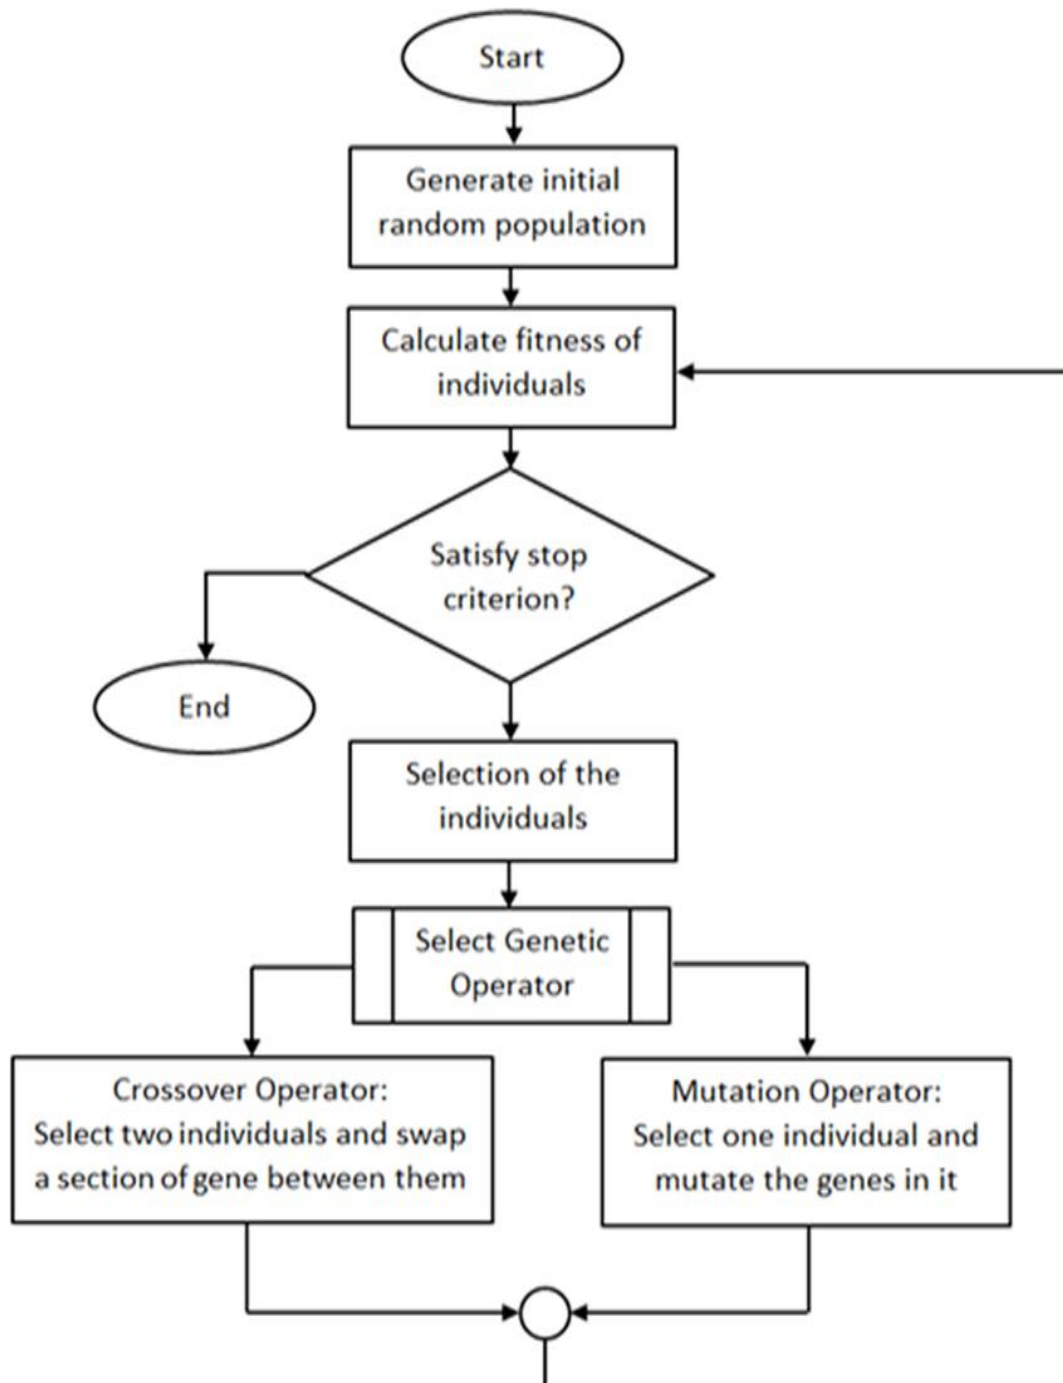 Start
Generate initial
random population
Calculate fitness of
individuals
Satisfy stop
criterion?
End
Selection of the
individuals
Select Genetic
Operator
Crossover Operator:
Select two individuals and swap
a section of gene between them
Mutation Operator:
Select one individual and
mutate the genes in it